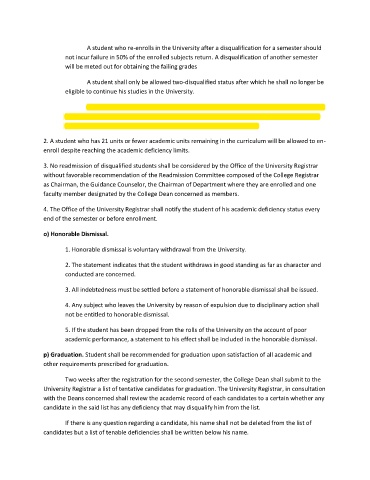 A student who re-enrolls in the University after a disqualification for a semester should
not incur failure in 50% of the enrolled subjects return. A disqualification of another semester
will be meted out for obtaining the failing grades
A student shall only be allowed two-disqualified status after which he shall no longer be
eligible to continue his studies in the University.
2. A student who has 21 units or fewer academic units remaining in the curriculum will be allowed to en-
enroll despite reaching the academic deficiency limits.
3. No readmission of disqualified students shall be considered by the Office of the University Registrar
without favorable recommendation of the Readmission Committee composed of the College Registrar
as Chairman, the Guidance Counselor, the Chairman of Department where they are enrolled and one
faculty member designated by the College Dean concerned as members.
4. The Office of the University Registrar shall notify the student of his academic deficiency status every
end of the semester or before enrollment.
o) Honorable Dismissal.
1. Honorable dismissal is voluntary withdrawal from the University.
2. The statement indicates that the student withdraws in good standing as far as character and
conducted are concerned.
3. All indebtedness must be settled before a statement of honorable dismissal shall be issued.
4. Any subject who leaves the University by reason of expulsion due to disciplinary action shall
not be entitled to honorable dismissal.
5. If the student has been dropped from the rolls of the University on the account of poor
academic performance, a statement to his effect shall be included in the honorable dismissal.
p) Graduation. Student shall be recommended for graduation upon satisfaction of all academic and
other requirements prescribed for graduation.
Two weeks after the registration for the second semester, the College Dean shall submit to the
University Registrar a list of tentative candidates for graduation. The University Registrar, in consultation
with the Deans concerned shall review the academic record of each candidates to a certain whether any
candidate in the said list has any deficiency that may disqualify him from the list.
If there is any question regarding a candidate, his name shall not be deleted from the list of
candidates but a list of tenable deficiencies shall be written below his name.